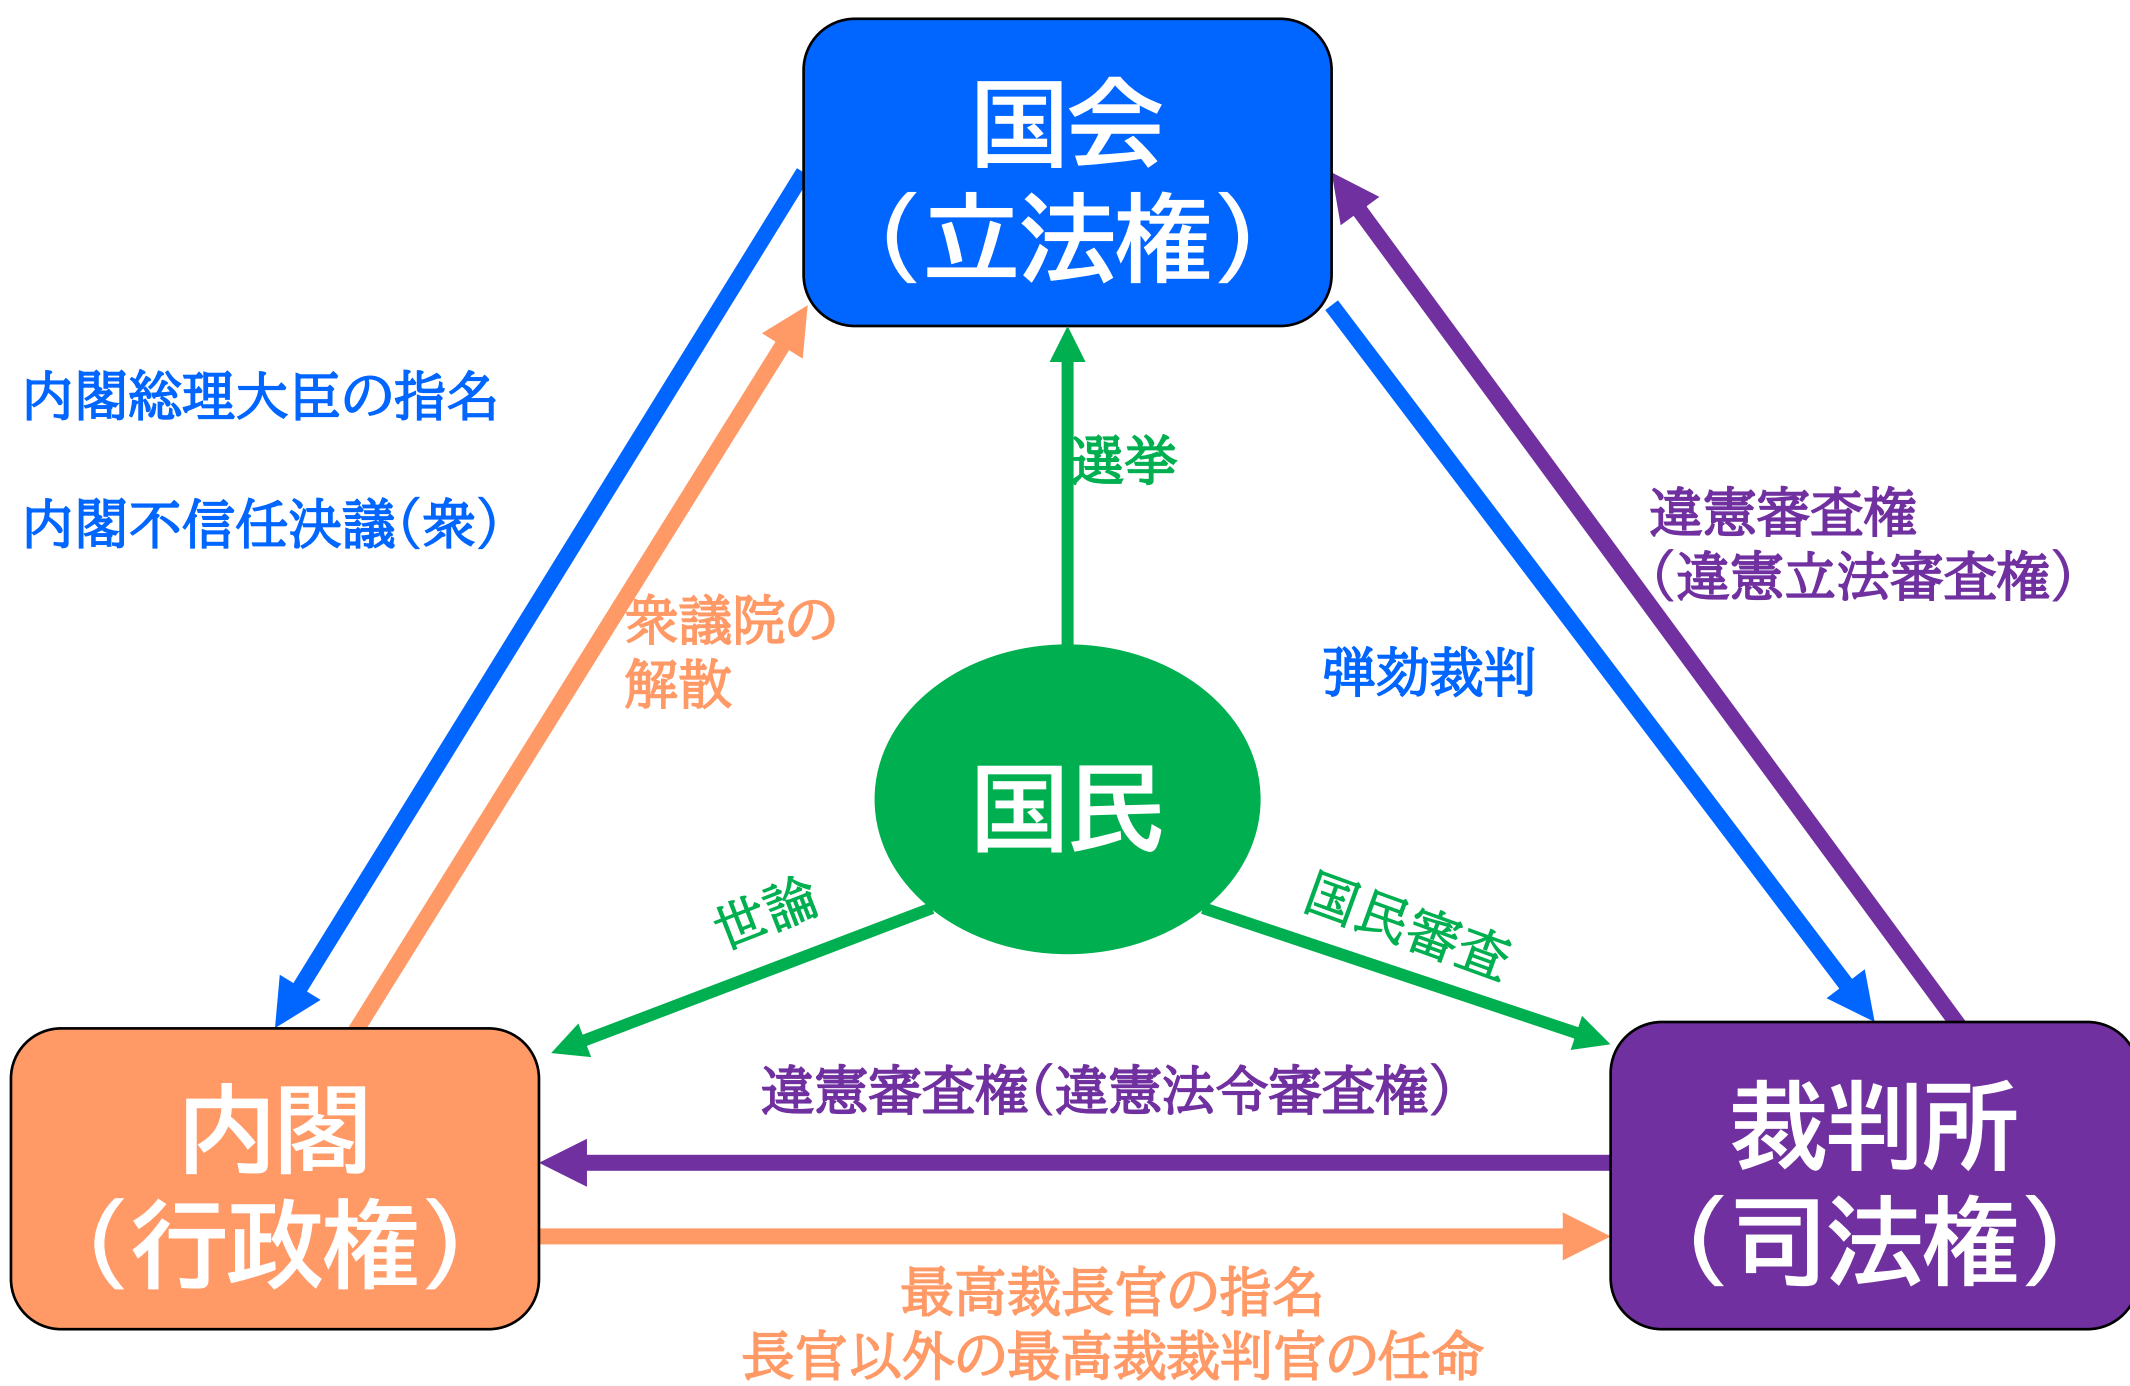 国会
（立法権）
内閣総理大臣の指名
内閣不信任決議（衆）
選挙
違憲審査権
（違憲立法審査権）
衆議院の
解散
弾劾裁判
国民
世論
国民審査
違憲審査権（違憲法令審査権）
内閣
（行政権）
裁判所
（司法権）
最高裁長官の指名
長官以外の最高裁裁判官の任命